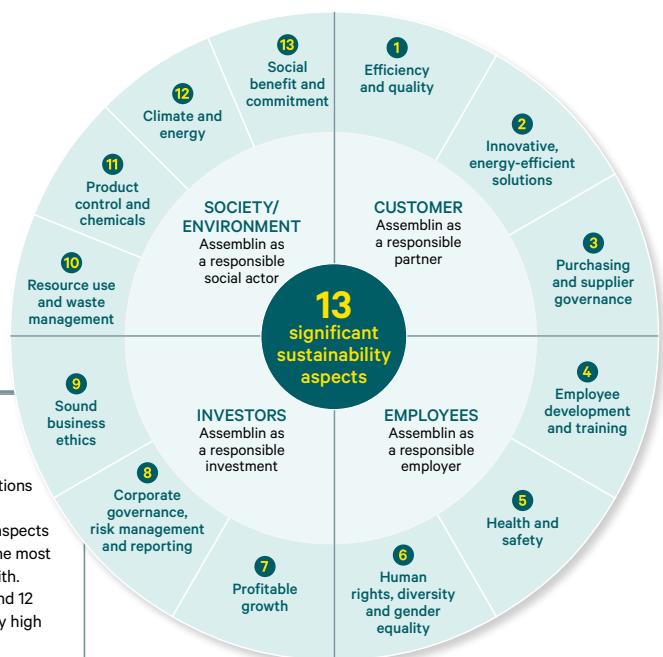 13
significant
sustainability
aspects
CUSTOMER
Assemblin as
a responsible
partner
1
Efficiency
and quality
2
Innovative,
energy-efficient
solutions
3
Purchasing
and supplier
governance
EMPLOYEES
Assemblin as
a responsible
employer
4
Employee
development
and training
5
Health and
safety
6
Human
rights, diversity
and gender
equality
INVESTORS
Assemblin as
a responsible
investment
7
Profitable
growth
8
Corporate
governance,
risk management
and reporting
9
Sound
business
ethics
SOCIETY/
ENVIRONMENT
Assemblin as
a responsible
social actor
10
Resource use
and waste
management
11
Product
control and
chemicals
12
Climate and
energy
13
Social
benefit and
commitment
most
12
high